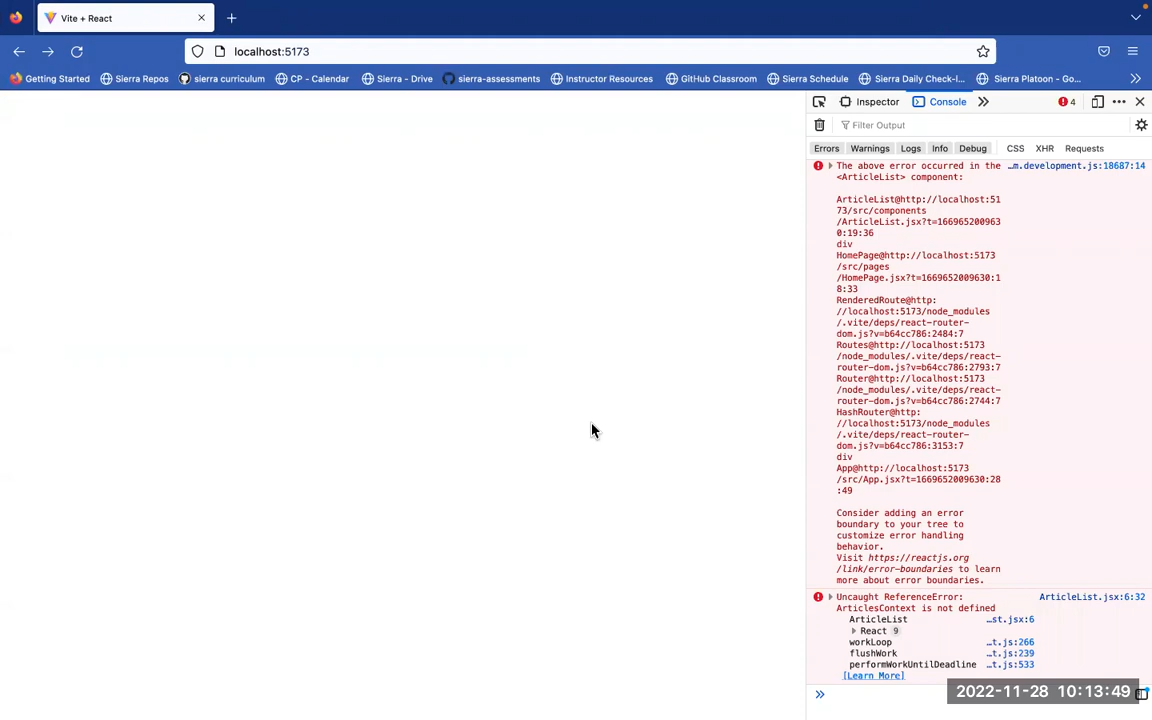 Vite + React
localhost:5173
Getting Started Sierra Repos sierra curriculum CP - Calendar Sierra - Drive sierra-assessments Instructor Resources GitHub Classroom Sierra Schedule Sierra Daily Check-I... Sierra Platoon - Go...
Inspector Console 4
Filter Output
Errors Warnings Logs Info Debug CSS XHR Requests
The above error occurred in the …m.development.js:18687:14
<ArticleList> component:
ArticleList@http://localhost:51
73/src/components
/ArticleList.jsx?t=166965200963
0:19:36
div
HomePage@http://localhost:5173
/src/pages
/HomePage.jsx?t=1669652009630:1
8:33
RenderedRoute@http:
//localhost:5173/node_modules
/.vite/deps/react-router-
dom.js?v=b64cc786:2484:7
Routes@http://localhost:5173
/node_modules/.vite/deps/react-
router-dom.js?v=b64cc786:2793:7
Router@http://localhost:5173
/node_modules/.vite/deps/react-
router-dom.js?v=b64cc786:2744:7
HashRouter@http:
//localhost:5173/node_modules
/.vite/deps/react-router-
dom.js?v=b64cc786:3153:7
div
App@http://localhost:5173
/src/App.jsx?t=1669652009630:28
:49
Consider adding an error
boundary to your tree to
customize error handling
behavior.
Visit https://reactjs.org
/link/error-boundaries to learn
more about error boundaries.
Uncaught ReferenceError: ArticleList.jsx:6:32
ArticlesContext is not defined
ArticleList …st.jsx:6
React 9
workLoop …t.js:266
flushWork …t.js:239
performWorkUntilDeadline …t.js:533
[Learn More]
2022-11-28 10:13:49